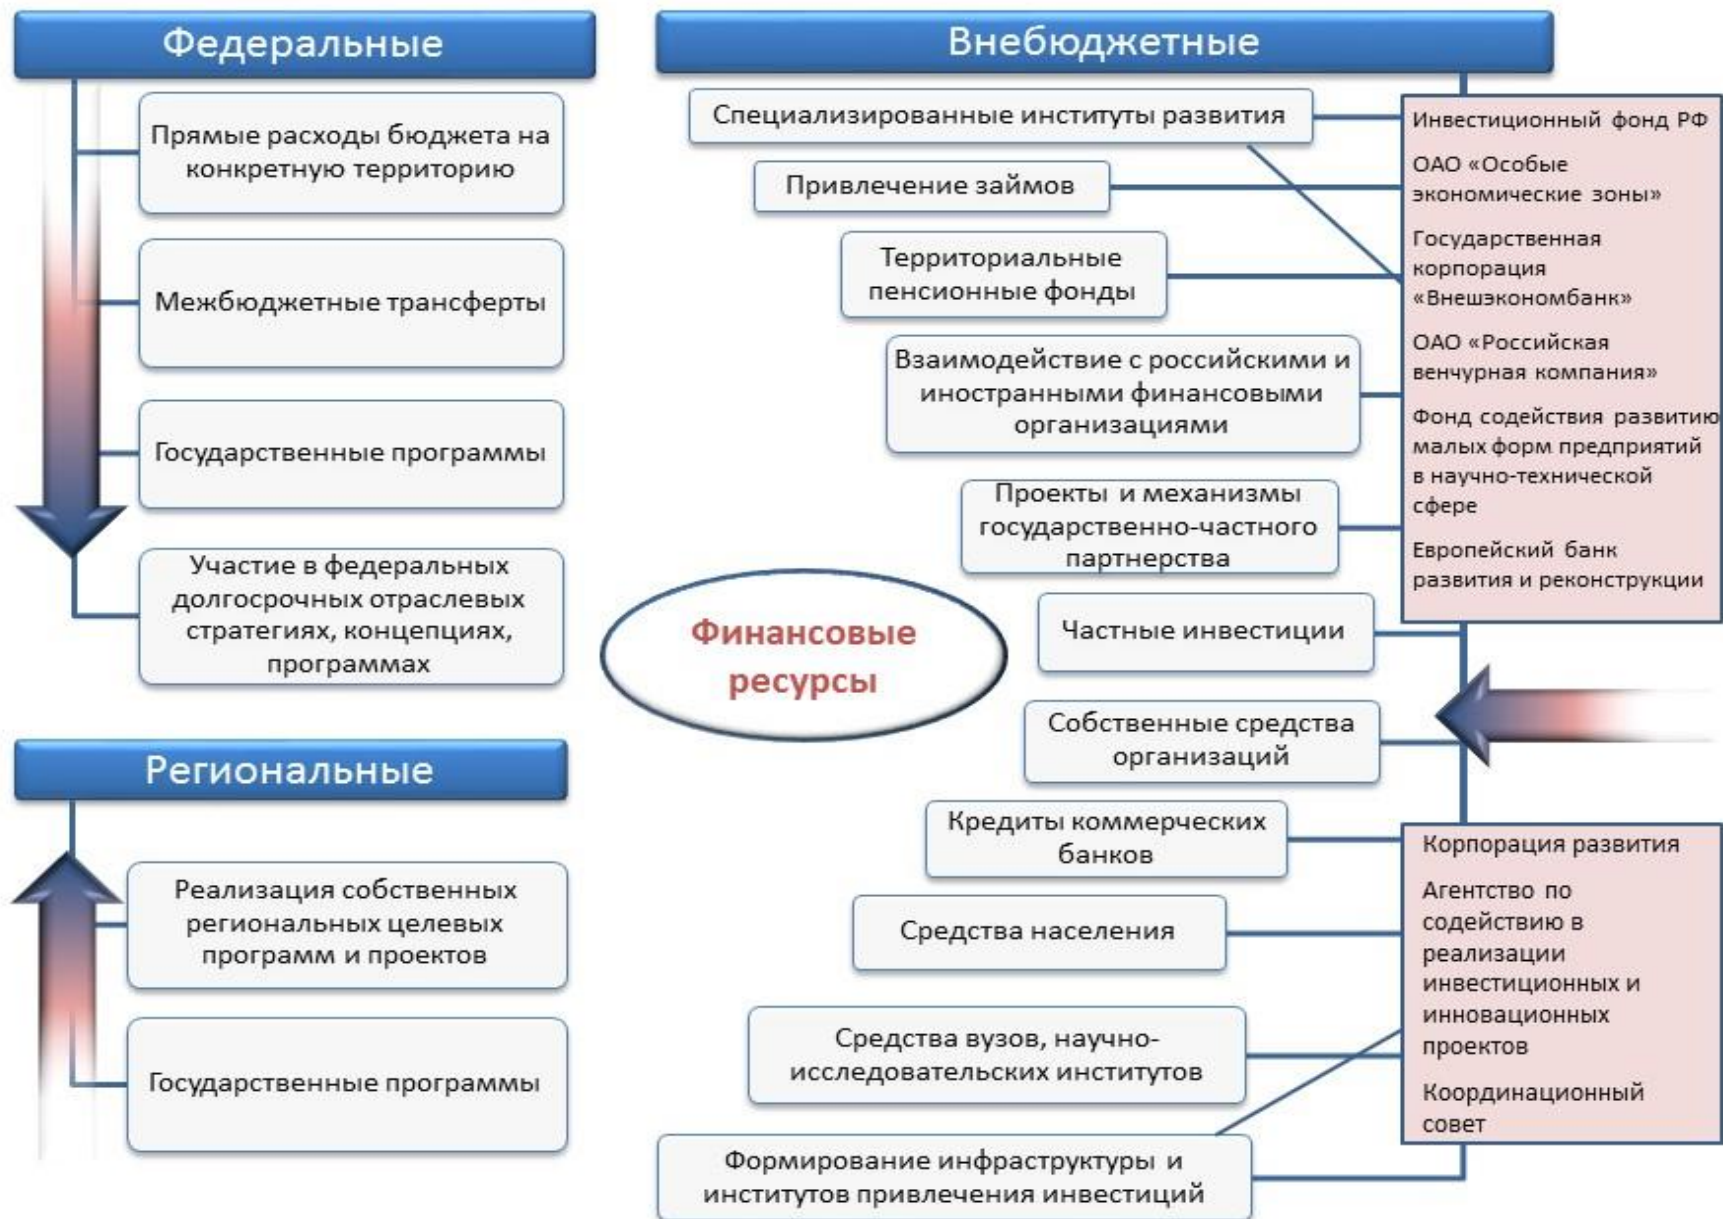 Федеральные
Прямые расходы бюджета на
конкретную территорию
Межбюджетные трансферты
Государственные программы
Участие в федеральных
долгосрочных отраслевых
стратегиях, концепциях,
программах
Региональные
Реализация собственных
региональных целевых
программ и проектов
Государственные программы
Финансовые
ресурсы
Внебюджетные
Специализированные институты развития
Привлечение займов
Территориальные
пенсионные фонды
Взаимодействие с российскими и
иностранными финансовыми
организациями
Проекты и механизмы
государственно-частного
партнерства
Частные инвестиции
Собственные средства
организаций
Кредиты коммерческих
банков
Средства населения
Средства вузов, научно-
исследовательских институтов
Формирование инфраструктуры и
институтов привлечения инвестиций
Инвестиционный фонд РФ
ОАО «Особые
экономические зоны»
Государственная
корпорация
«Внешэкономбанк»
ОАО «Российская
венчурная компания»
Фонд содействия развитию
малых форм предприятий
в научно-технической
сфере
Европейский банк
развития и реконструкции
Корпорация развития
Агентство по
содействию в
реализации
инвестиционных и
инновационных
проектов
Координационный
совет